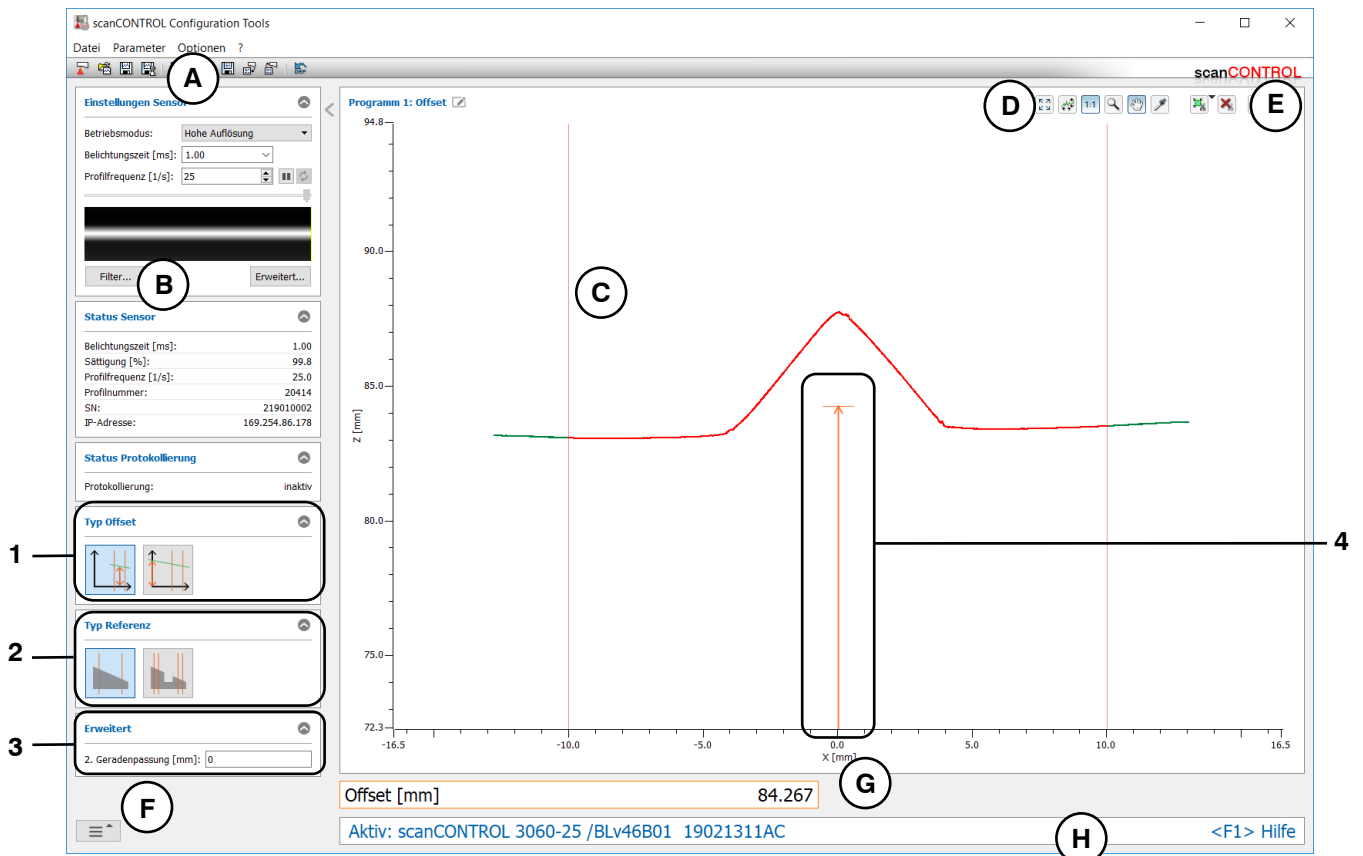 scanCONTROL Configuration Tools
Datei Parameter Optionen ?
A
scanCONTROL
Einstellungen Sensor
Betriebsmodus: Hohe Auflösung
Belichtungszeit [ms]: 1.00
Profilfrequenz [1/s]: 25
Filter... Erweitert...
B
Status Sensor
Belichtungszeit [ms]: 1.00
Sättigung [%]: 99.8
Profilfrequenz [1/s]: 25.0
Profilnummer: 20414
SN: 219010002
IP-Adresse: 169.254.86.178
Status Protokollierung
Protokollierung: inaktiv
1
Typ Offset
2
Typ Referenz
3
Erweitert
2. Geradenpassung [mm]: 0
F
Programm 1: Offset
D
1:1
E
C
4
94.8
90.0
85.0
80.0
75.0
72.3
Z [mm]
-16.5 -10.0 -5.0 0.0 5.0 10.0 16.5
X [mm]
G
Offset [mm] 84.267
Aktiv: scanCONTROL 3060-25 /BLv46B01 19021311AC
H
<F1> Hilfe